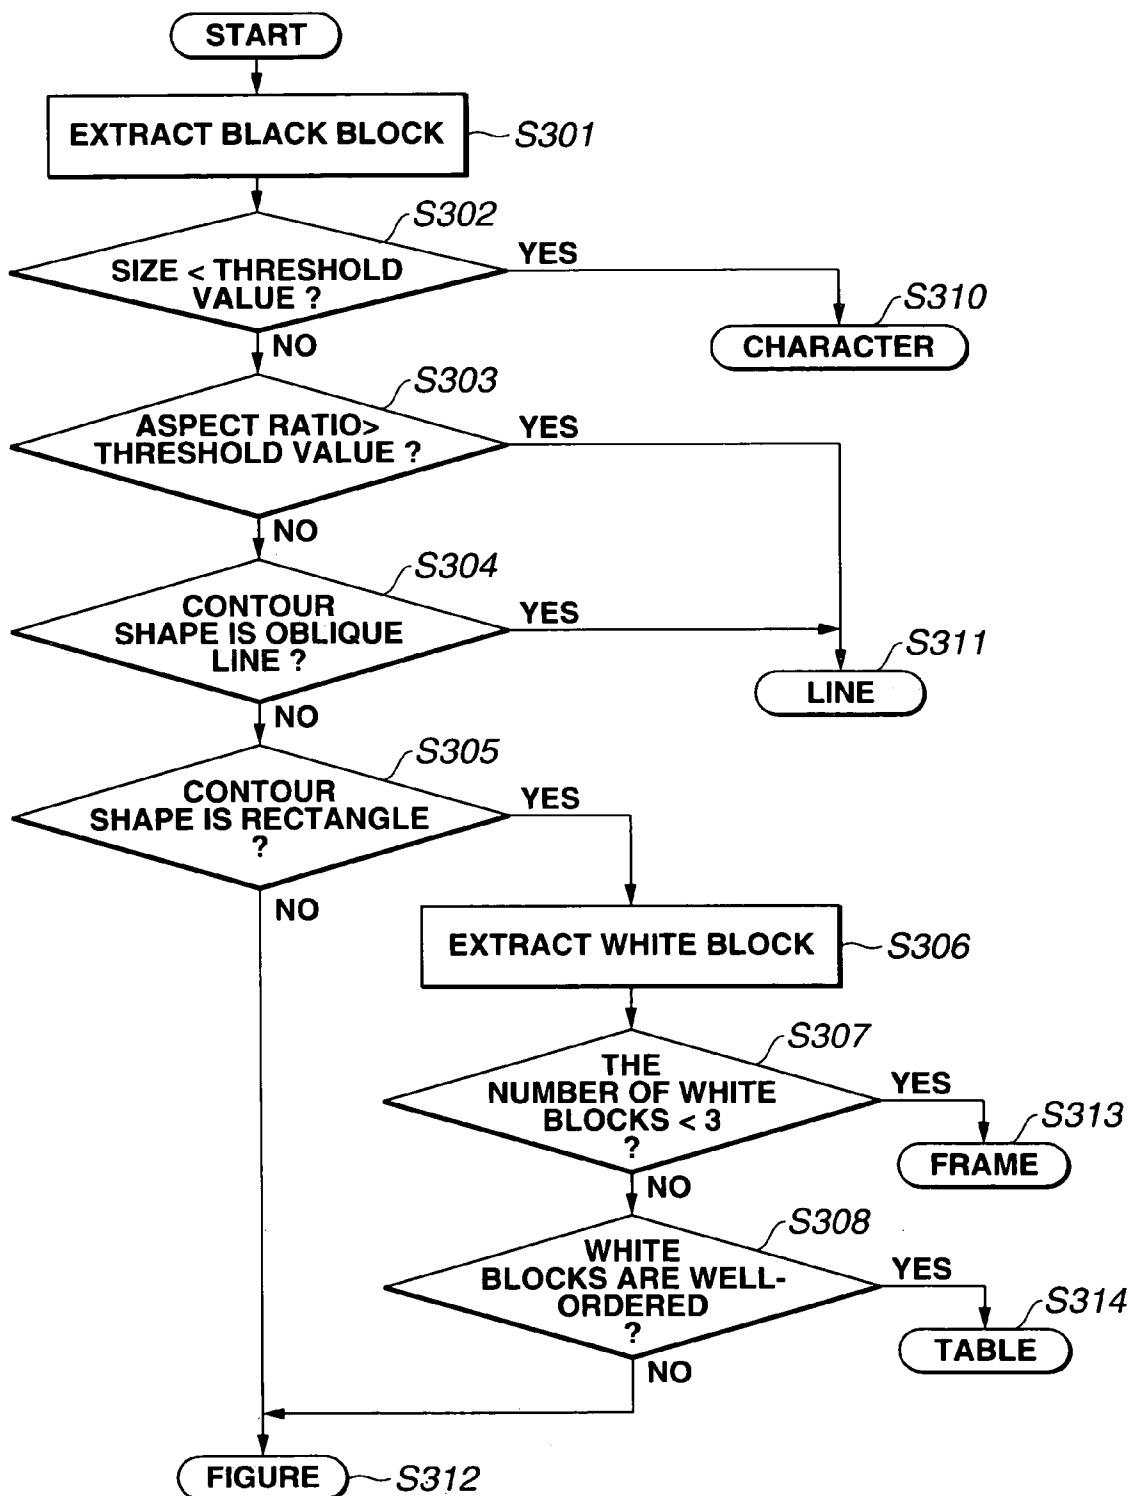 START
EXTRACT BLACK BLOCK
S301
S302
SIZE < THRESHOLD
VALUE ?
YES
S310
CHARACTER
NO
S303
ASPECT RATIO>
THRESHOLD VALUE ?
YES
NO
S304
CONTOUR
SHAPE IS OBLIQUE
LINE ?
YES
S311
LINE
NO
S305
CONTOUR
SHAPE IS RECTANGLE
?
YES
NO
EXTRACT WHITE BLOCK
S306
S307
THE
NUMBER OF WHITE
BLOCKS < 3
?
YES
S313
FRAME
NO
S308
WHITE
BLOCKS ARE WELL-
ORDERED
?
YES
S314
TABLE
NO
FIGURE
S312